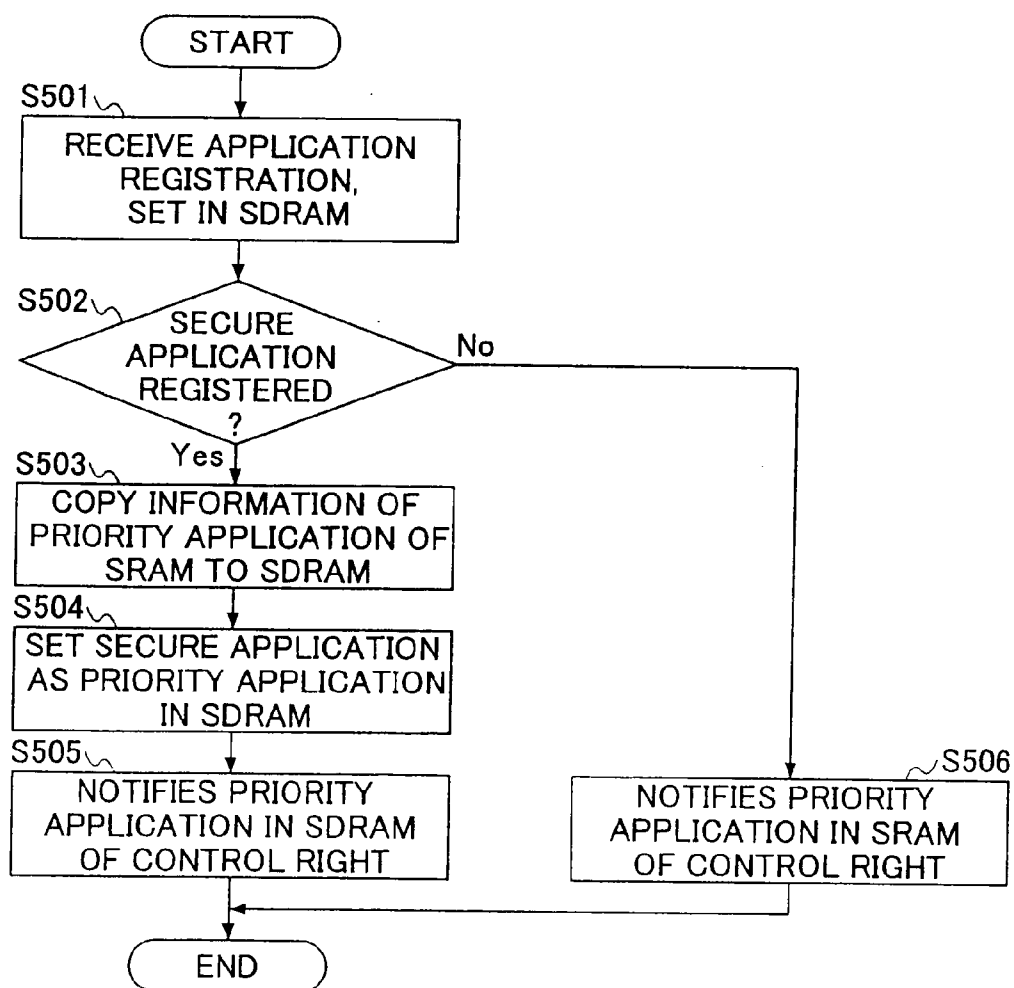 START
S501
RECEIVE APPLICATION
REGISTRATION,
SET IN SDRAM
S502
SECURE
APPLICATION
REGISTERED
?
No
Yes
S503
COPY INFORMATION OF
PRIORITY APPLICATION OF
SRAM TO SDRAM
S504
SET SECURE APPLICATION
AS PRIORITY APPLICATION
IN SDRAM
S505
NOTIFIES PRIORITY
APPLICATION IN SDRAM
OF CONTROL RIGHT
S506
NOTIFIES PRIORITY
APPLICATION IN SRAM
OF CONTROL RIGHT
END